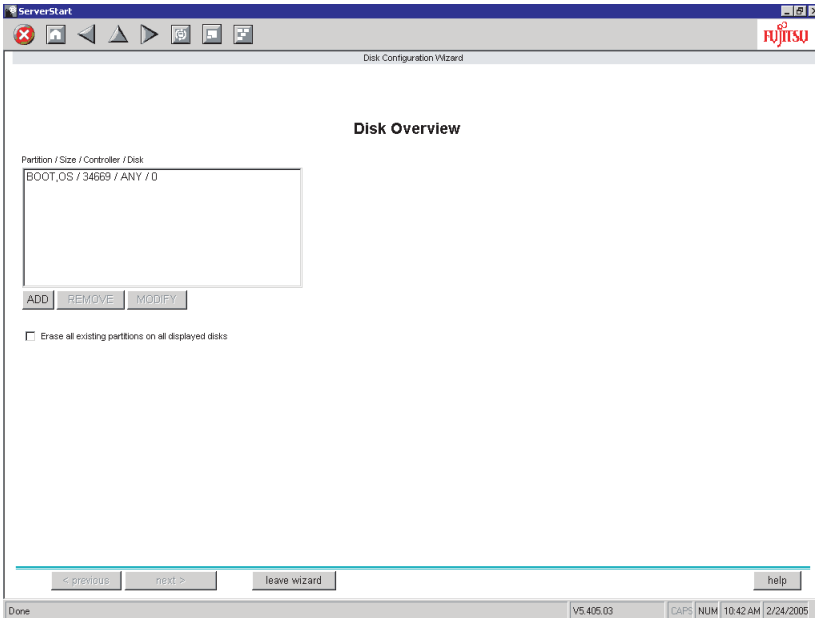 ServerStart
FUJITSU
Disk Configuration Wizard
Disk Overview
Partition / Size / Controller / Disk
BOOT,OS / 34669 / ANY / 0
ADD REMOVE MODIFY
Erase all existing partitions on all displayed disks
< previous next > leave wizard help
Done V5.405.03 CAPS NUM 10:42 AM 2/24/2005